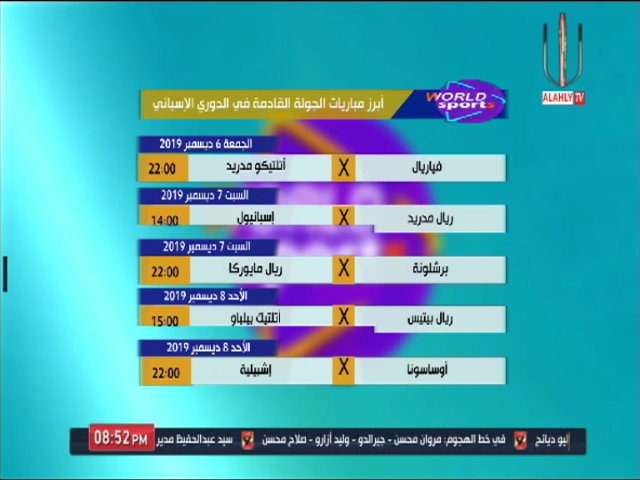 ALAHLY TV
أبرز مباريات الجولة القادمة في الدوري الإسباني
WORLD sports
الجمعة 6 ديسمبر 2019
فياريال X أتلتيكو مدريد 22:00
السبت 7 ديسمبر 2019
ريال مدريد X إسبانيول 14:00
السبت 7 ديسمبر 2019
برشلونة X ريال مايوركا 22:00
الأحد 8 ديسمبر 2019
ريال بيتيس X أتلتيك بيلباو 15:00
الأحد 8 ديسمبر 2019
أوساسونا X إشبيلية 22:00
ديانج في خط الهجوم: مروان محسن - جيرالدو - وليد أزارو - صلاح محسن سيد عبدالحفيظ مدير 08:52 PM